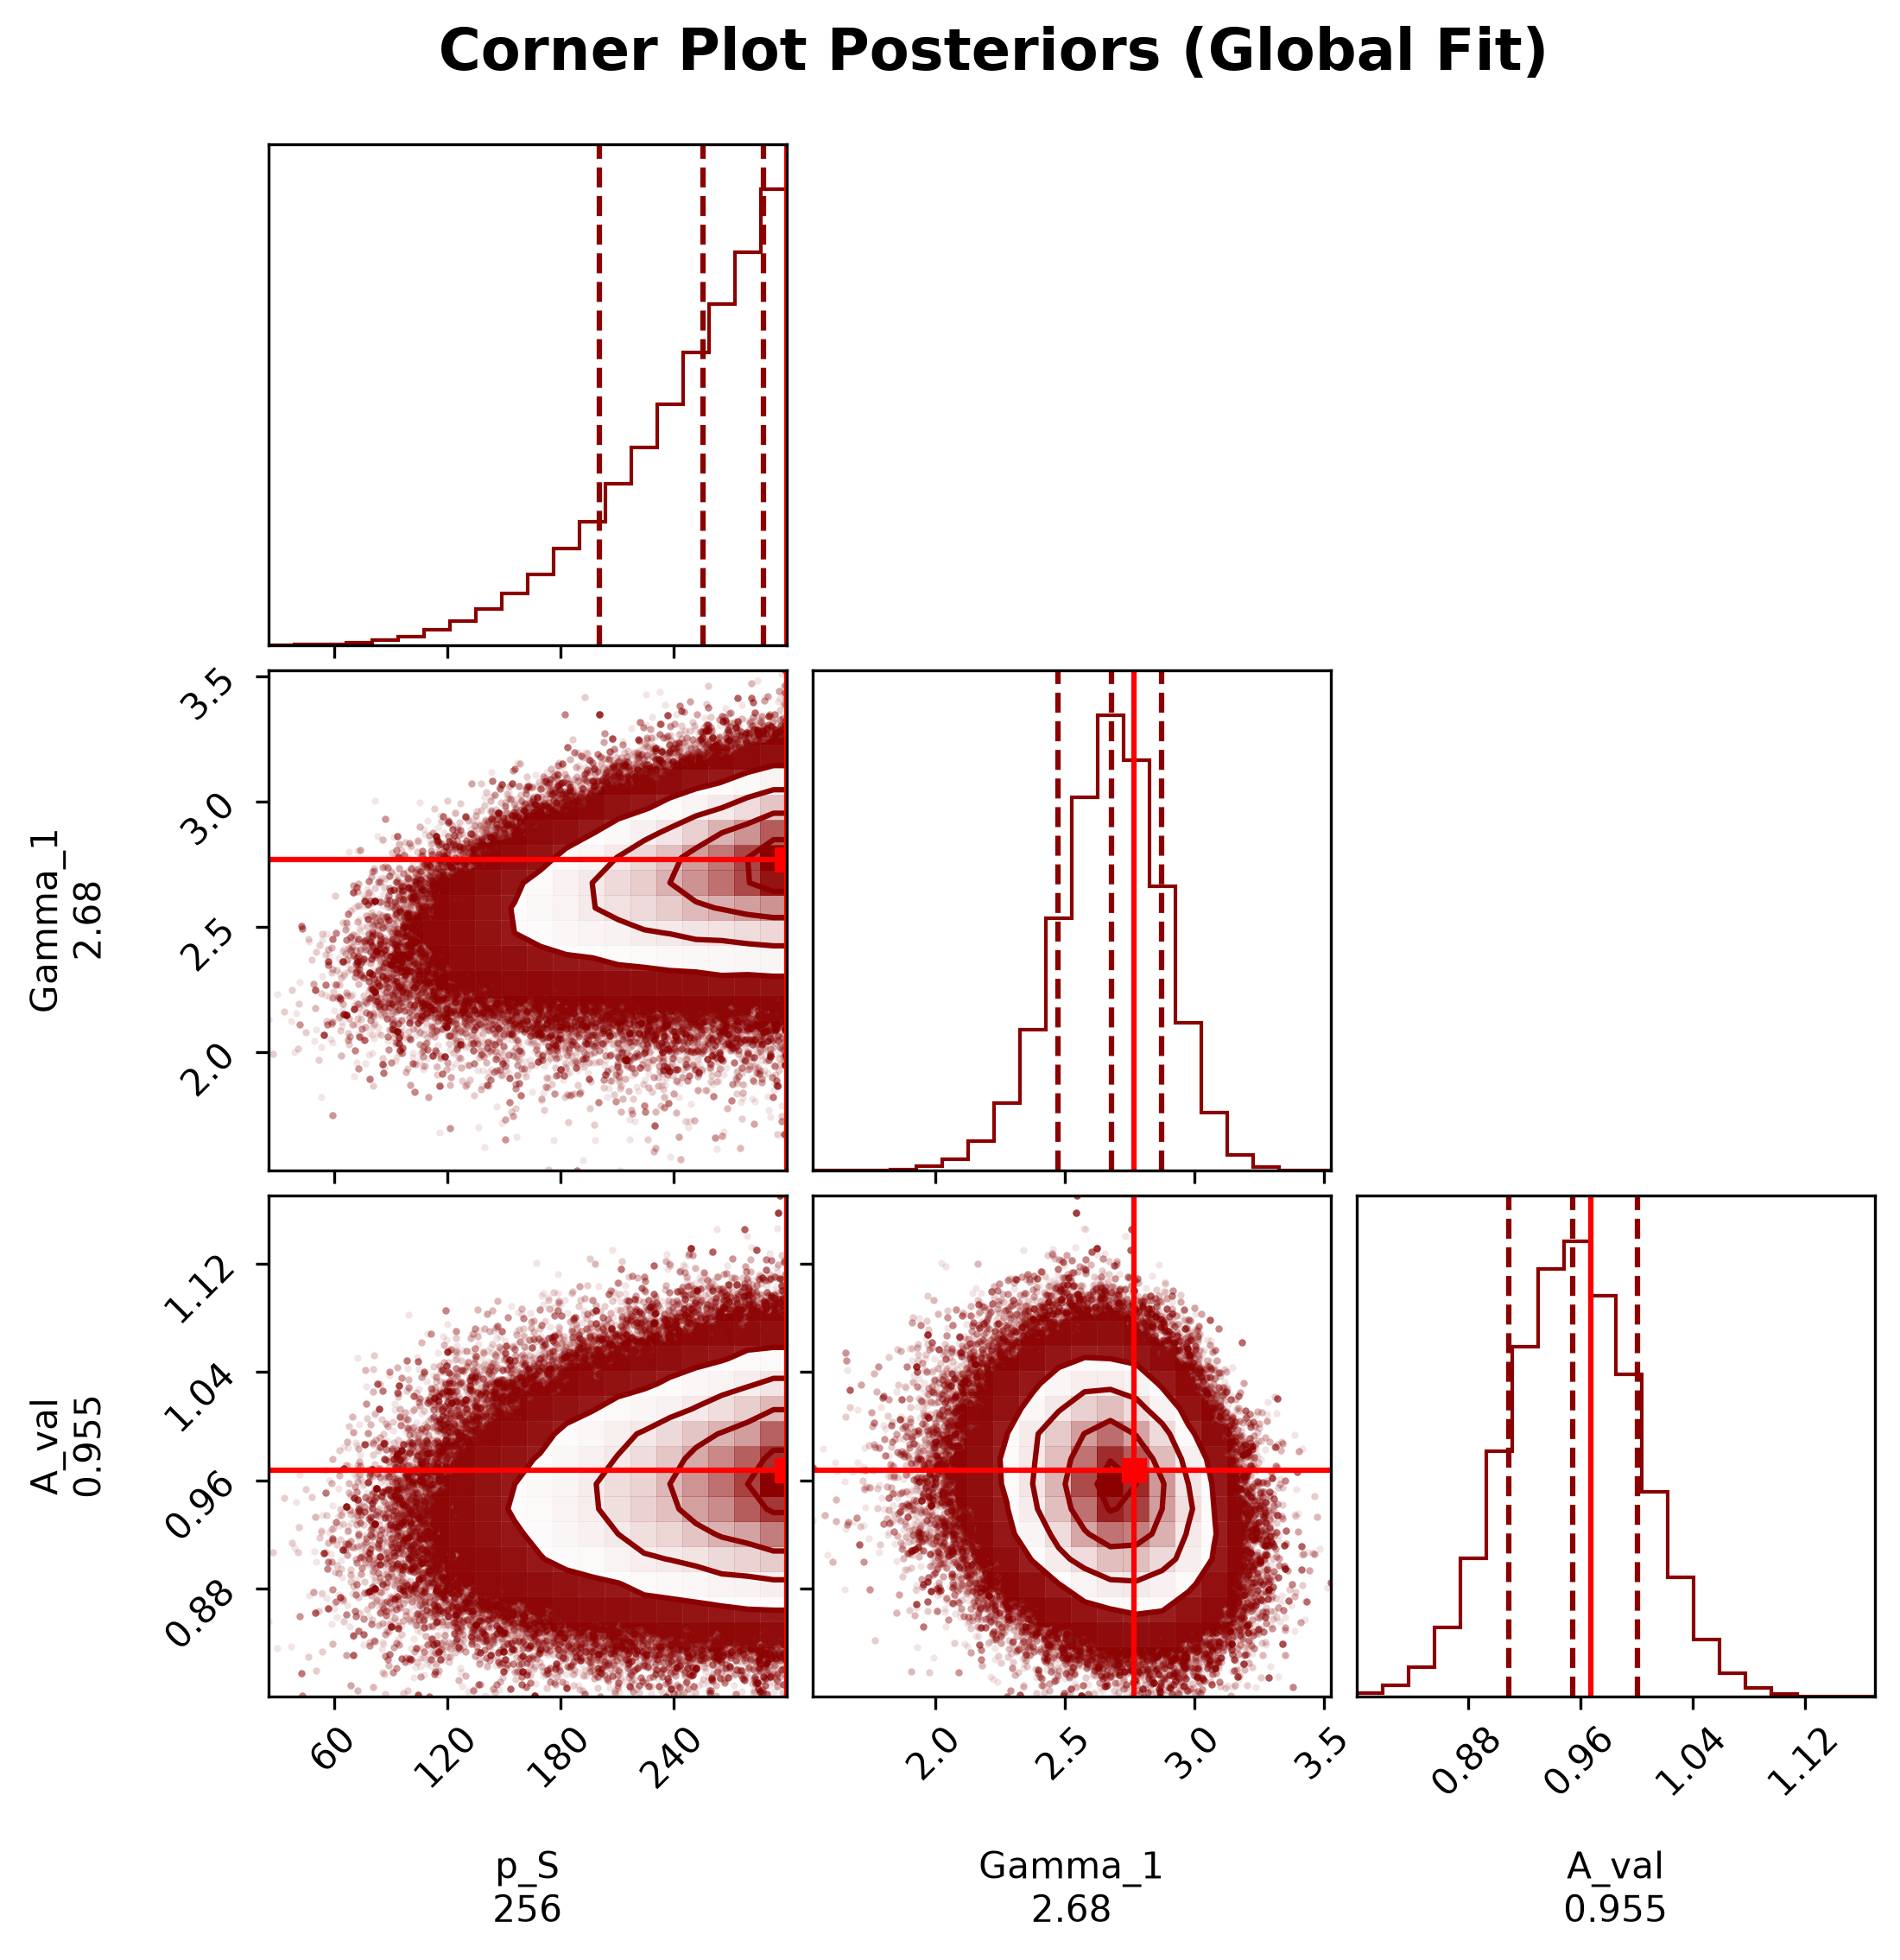 Corner Plot Posteriors (Global Fit)
3.5
3.0
2.5
2.0
Gamma_1
2.68
1.12
1.04
0.96
0.88
A_val
0.955
60 120 180 240
2.0 2.5 3.0 3.5
0.88 0.96 1.04 1.12
p_S
256
Gamma_1
2.68
A_val
0.955